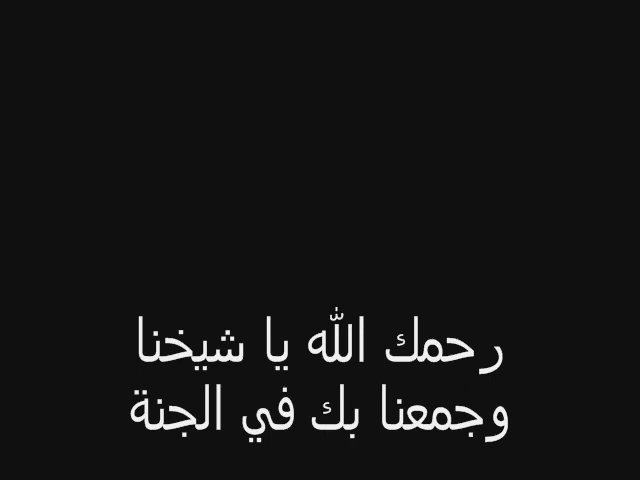 رحمك الله يا شيخنا
وجمعنا بك في الجنة